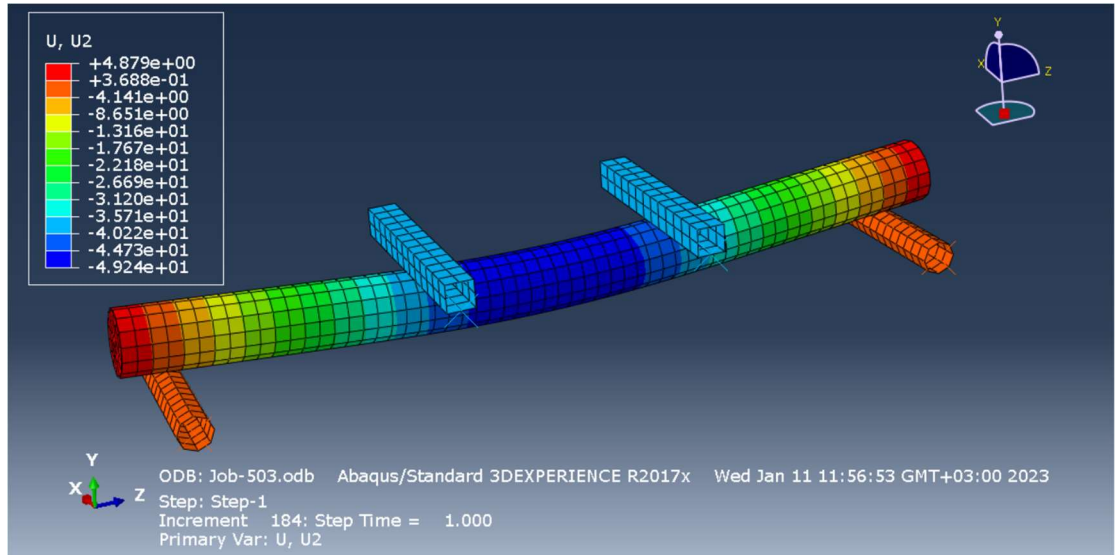 U, U2
+4.879e+00
+3.688e-01
-4.141e+00
-8.651e+00
-1.316e+01
-1.767e+01
-2.218e+01
-2.669e+01
-3.120e+01
-3.571e+01
-4.022e+01
-4.473e+01
-4.924e+01
Y
X
Z
Y
X
Z
ODB: Job-503.odb Abaqus/Standard 3DEXPERIENCE R2017x Wed Jan 11 11:56:53 GMT+03:00 2023
Step: Step-1
Increment 184: Step Time = 1.000
Primary Var: U, U2